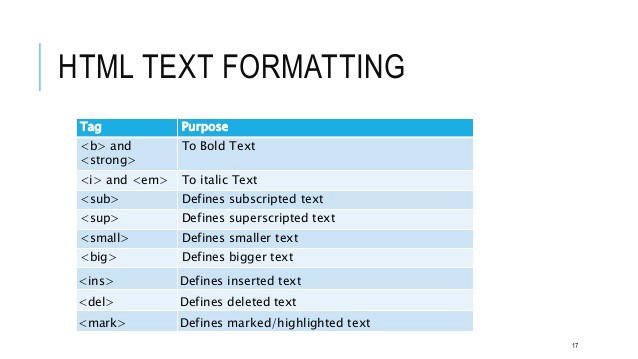 HTML TEXT FORMATTING
Tag Purpose
<b> and To Bold Text
<strong>
<i> and <em> To italic Text
<sub> Defines subscripted text
<sup> Defines superscripted text
<small> Defines smaller text
<big> Defines bigger text
<ins> Defines inserted text
<del> Defines deleted text
<mark> Defines marked/highlighted text
17